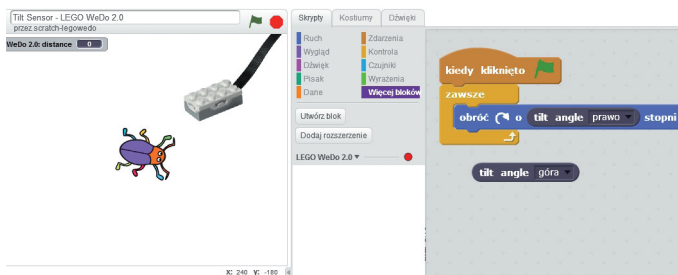 Tilt Sensor - LEGO WeDo 2.0
przez scratch-legowedo
WeDo 2.0: distance 0
x: 240 y: -180
Skrypty Kostiumy Dźwięki
Ruch Zdarzenia
Wygląd Kontrola
Dźwięk Czujniki
Pisak Wyrażenia
Dane Więcej bloków
Utwórz blok
Dodaj rozszerzenie
LEGO WeDo 2.0
kiedy kliknięto
zawsze
obróć o tilt angle prawo stopni
tilt angle góra